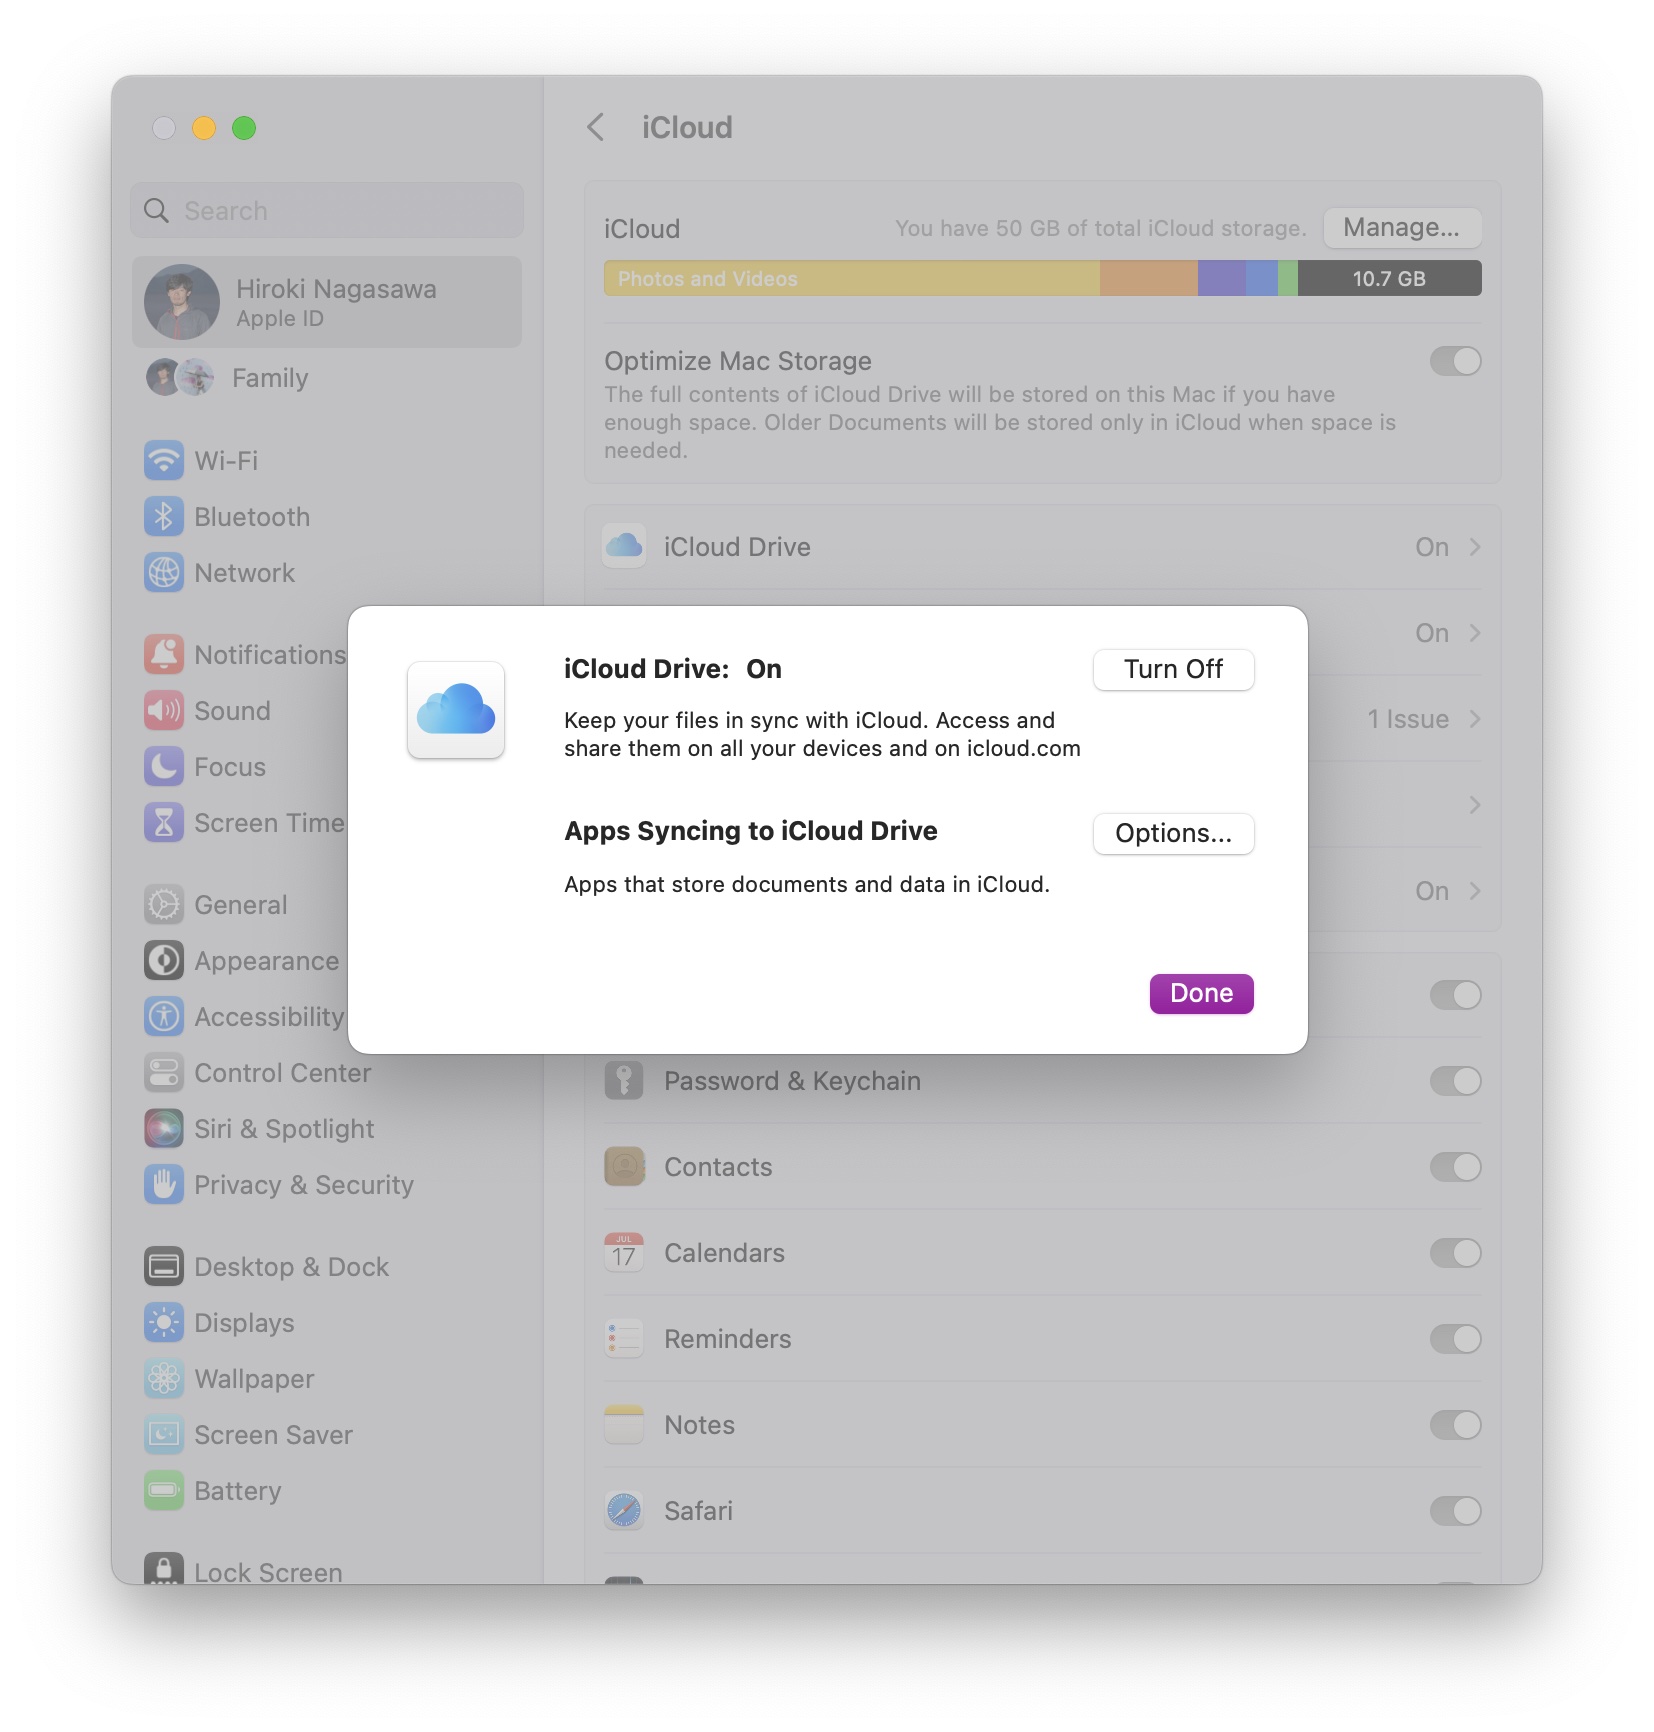 iCloud
Search
Hiroki Nagasawa
Apple ID
Family
Wi-Fi
Bluetooth
Network
Notifications
Sound
Focus
Screen Time
General
Appearance
Accessibility
Control Center
Siri & Spotlight
Privacy & Security
Desktop & Dock
Displays
Wallpaper
Screen Saver
Battery
Lock Screen
iCloud
You have 50 GB of total iCloud storage.
Manage...
Photos and Videos
10.7 GB
Optimize Mac Storage
The full contents of iCloud Drive will be stored on this Mac if you have
enough space. Older Documents will be stored only in iCloud when space is
needed.
iCloud Drive
On
On
1 Issue
On
iCloud Drive: On
Turn Off
Keep your files in sync with iCloud. Access and
share them on all your devices and on icloud.com
Apps Syncing to iCloud Drive
Options...
Apps that store documents and data in iCloud.
Done
Password & Keychain
Contacts
JUL
17
Calendars
Reminders
Notes
Safari